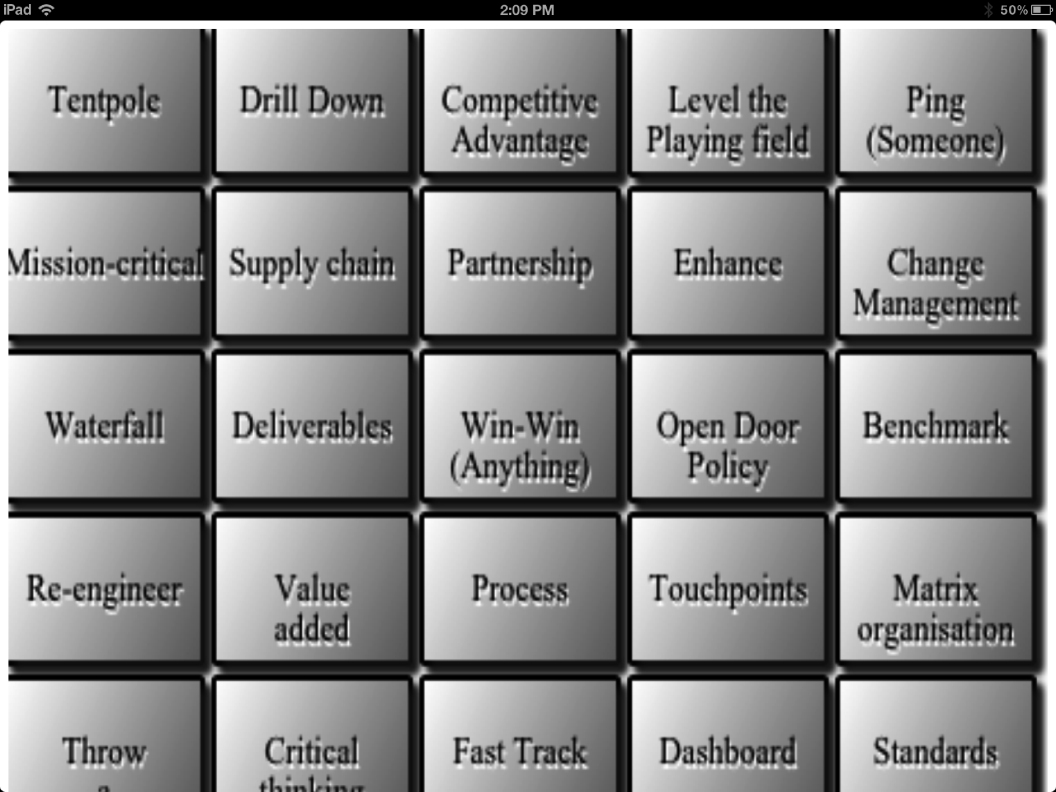 iPad 2:09 PM 50%
Tentpole
Drill Down
Competitive
Advantage
Level the
Playing field
Ping
(Someone)
Mission-critical
Supply chain
Partnership
Enhance
Change
Management
Waterfall
Deliverables
Win-Win
(Anything)
Open Door
Policy
Benchmark
Re-engineer
Value
added
Process
Touchpoints
Matrix
organisation
Throw
a
Critical
thinking
Fast Track
Dashboard
Standards